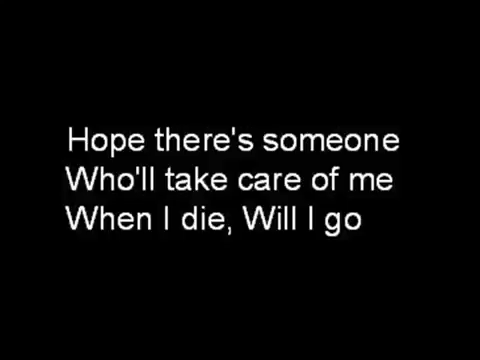 Hope there's someone
Who'll take care of me
When I die, Will I go